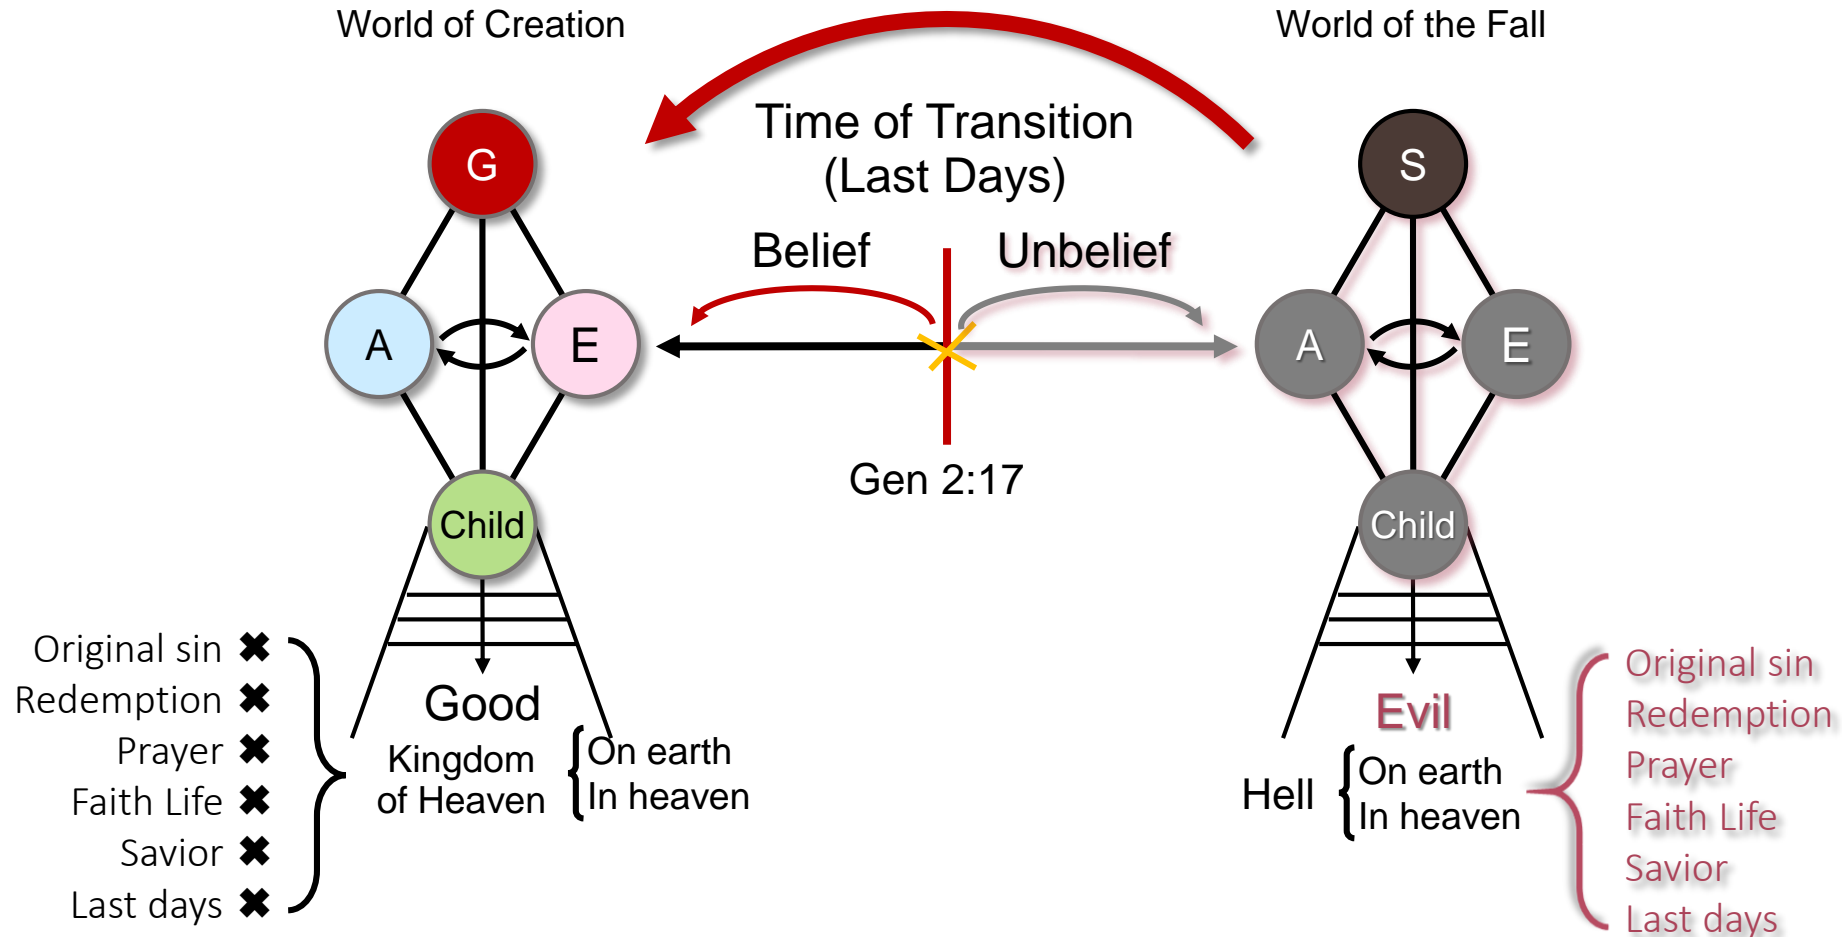 World of Creation
World of the Fall
Time of Transition
(Last Days)
G
S
Belief
Unbelief
A
E
A
E
Gen 2:17
Child
Child
Original sin ✖
Redemption ✖
Prayer ✖
Faith Life ✖
Savior ✖
Last days ✖
Good
Kingdom
of Heaven
On earth
In heaven
Evil
Hell
On earth
In heaven
Original sin
Redemption
Prayer
Faith Life
Savior
Last days